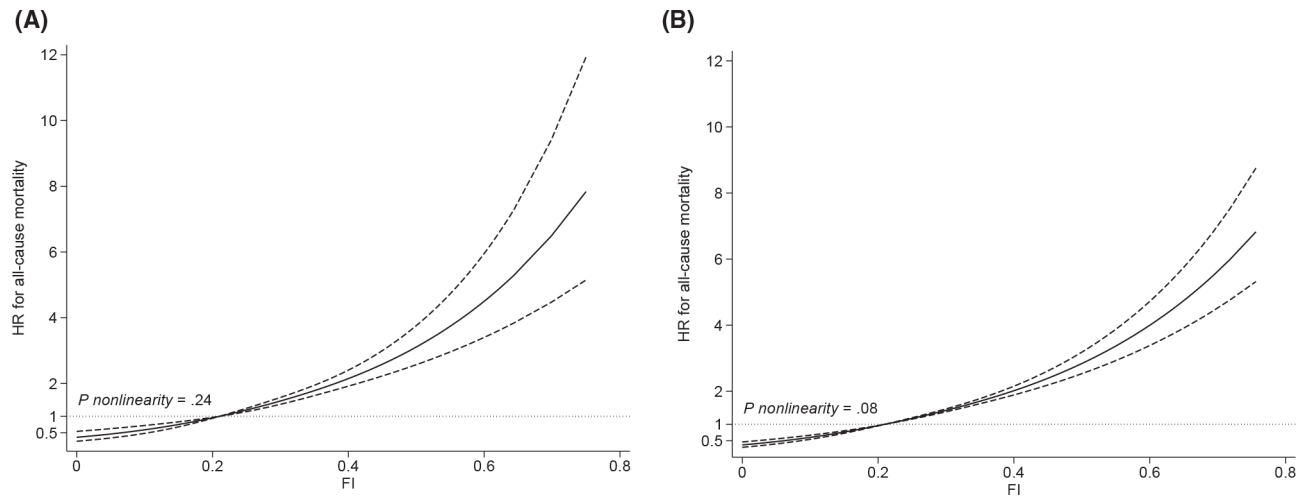 (A)
12
10
8
6
4
2
1
0.5
HR for all-cause mortality
P nonlinearity = .24
0 0.2 0.4 0.6 0.8
FI
(B)
12
10
8
6
4
2
1
0.5
HR for all-cause mortality
P nonlinearity = .08
0 0.2 0.4 0.6 0.8
FI